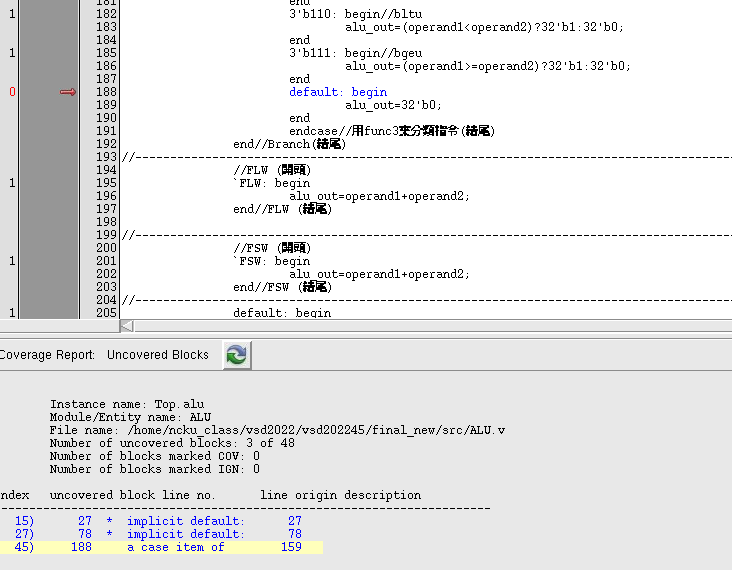 181 end
1 182 3'b110: begin//bltu
183 alu_out=(operand1<operand2)?32'b1:32'b0;
184 end
1 185 3'b111: begin//bgeu
186 alu_out=(operand1>=operand2)?32'b1:32'b0;
187 end
0 188 default: begin
189 alu_out=32'b0;
190 end
191 endcase//用func3來分類指令(結尾)
192 end//Branch(結尾)
193 //--------------------------------------------------------------------------------
194 //FLW (開頭)
1 195 `FLW: begin
196 alu_out=operand1+operand2;
197 end//FLW (結尾)
198
199 //--------------------------------------------------------------------------------
200 //FSW (開頭)
1 201 `FSW: begin
202 alu_out=operand1+operand2;
203 end//FSW (結尾)
204 //--------------------------------------------------------------------------------
1 205 default: begin
Coverage Report: Uncovered Blocks
Instance name: Top.alu
Module/Entity name: ALU
File name: /home/ncku_class/vsd2022/vsd202245/final_new/src/ALU.v
Number of uncovered blocks: 3 of 48
Number of blocks marked COV: 0
Number of blocks marked IGN: 0
ndex uncovered block line no. line origin description
----------------------------------------------------------------------
15) 27 * implicit default: 27
27) 78 * implicit default: 78
45) 188 a case item of 159